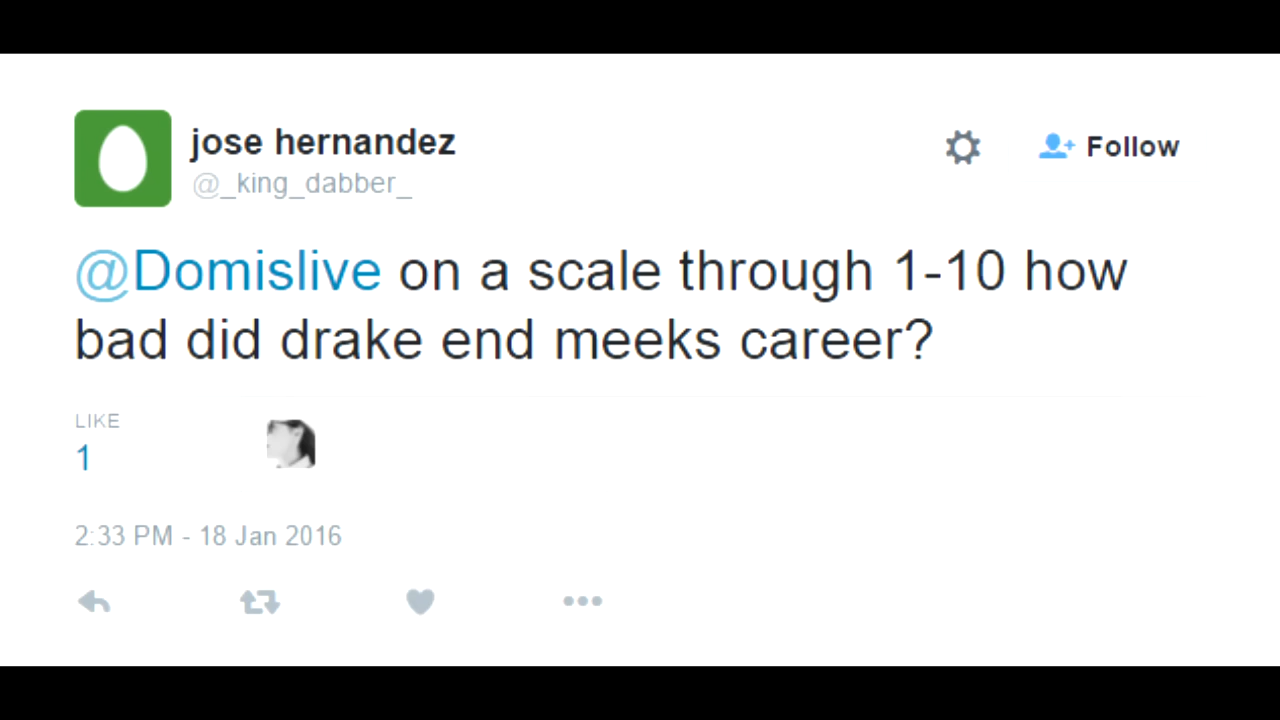 jose hernandez
@_king_dabber_
Follow
@Domislive on a scale through 1-10 how
bad did drake end meeks career?
LIKE
1
2:33 PM - 18 Jan 2016